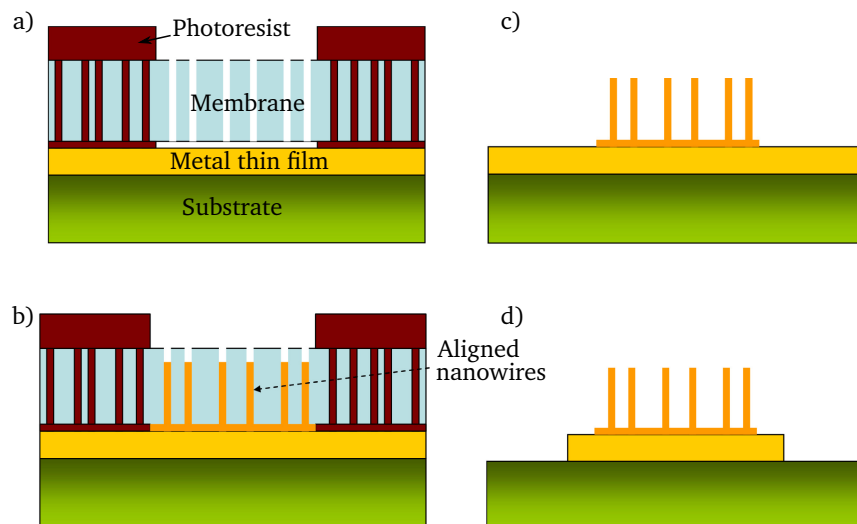 a)
Photoresist
Membrane
Metal thin film
Substrate
c)
b)
Aligned
nanowires
d)